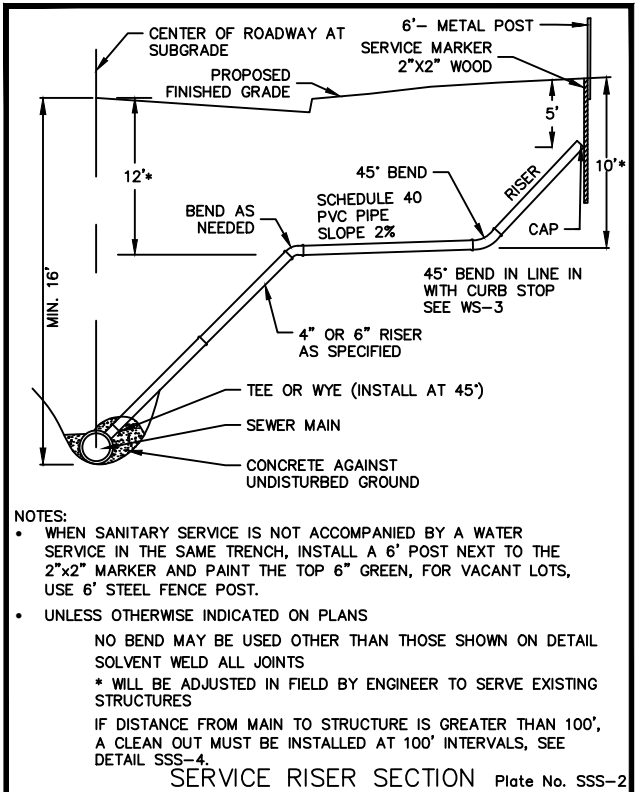 CENTER OF ROADWAY AT
SUBGRADE
6'- METAL POST
SERVICE MARKER
2"X2" WOOD
PROPOSED
FINISHED GRADE
5'
12'*
10'*
45° BEND
RISER
SCHEDULE 40
PVC PIPE
SLOPE 2%
BEND AS
NEEDED
CAP
MIN. 16'
45° BEND IN LINE IN
WITH CURB STOP
SEE WS-3
4" OR 6" RISER
AS SPECIFIED
TEE OR WYE (INSTALL AT 45°)
SEWER MAIN
CONCRETE AGAINST
UNDISTURBED GROUND
NOTES:
• WHEN SANITARY SERVICE IS NOT ACCOMPANIED BY A WATER
SERVICE IN THE SAME TRENCH, INSTALL A 6' POST NEXT TO THE
2"x2" MARKER AND PAINT THE TOP 6" GREEN, FOR VACANT LOTS,
USE 6' STEEL FENCE POST.
• UNLESS OTHERWISE INDICATED ON PLANS
NO BEND MAY BE USED OTHER THAN THOSE SHOWN ON DETAIL
SOLVENT WELD ALL JOINTS
* WILL BE ADJUSTED IN FIELD BY ENGINEER TO SERVE EXISTING
STRUCTURES
IF DISTANCE FROM MAIN TO STRUCTURE IS GREATER THAN 100',
A CLEAN OUT MUST BE INSTALLED AT 100' INTERVALS, SEE
DETAIL SSS-4.
SERVICE RISER SECTION Plate No. SSS-2